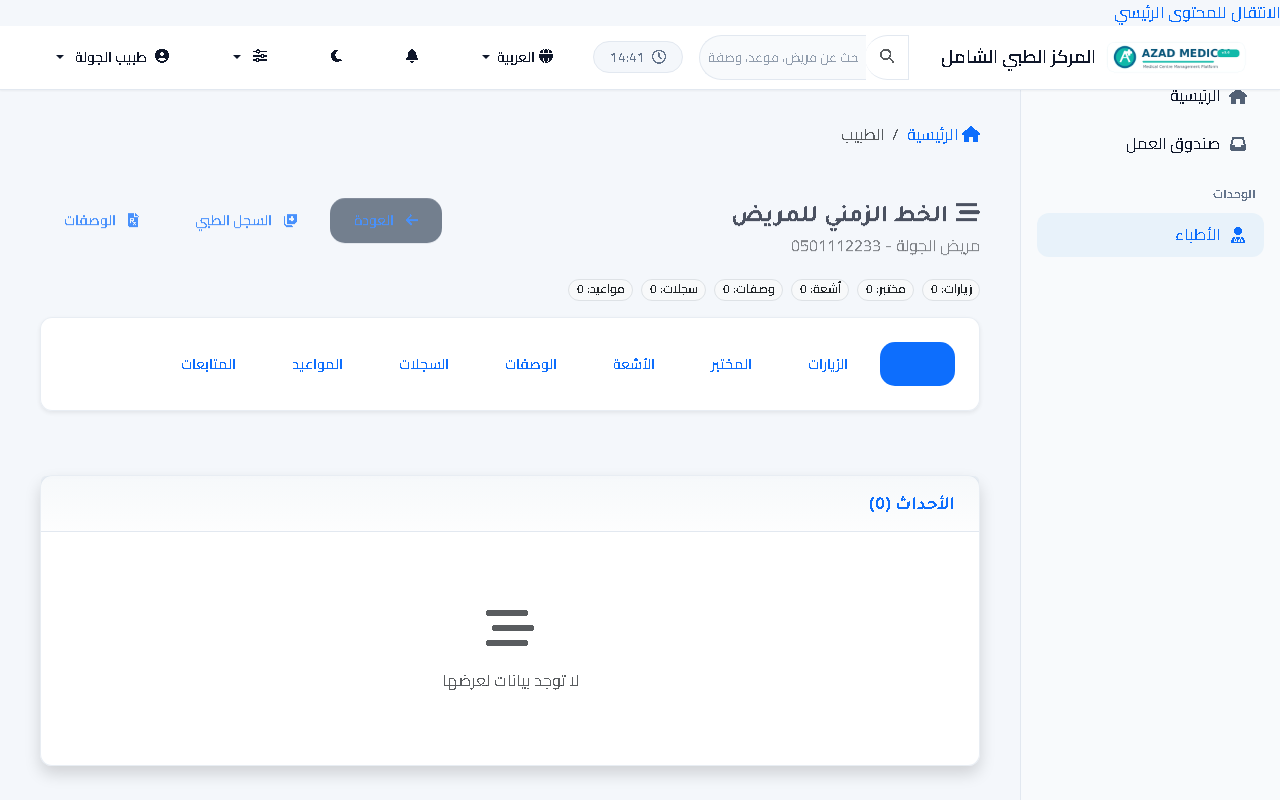 الانتقال للمحتوى الرئيسي
AZAD MEDIC
Medical Centre Management Platform
المركز الطبي الشامل
حث عن مريض، موعد، وصفة
14:41
العربية
طبيب الجولة
الرئيسية
صندوق العمل
الوحدات
الأطباء
الرئيسية / الطبيب
الخط الزمني للمريض
مريض الجولة - 0501112233
العودة
السجل الطبي
الوصفات
زيارات: 0
مختبر: 0
أشعة: 0
وصفات: 0
سجلات: 0
مواعيد: 0
الزيارات
المختبر
الأشعة
الوصفات
السجلات
المواعيد
المتابعات
الأحداث (0)
لا توجد بيانات لعرضها